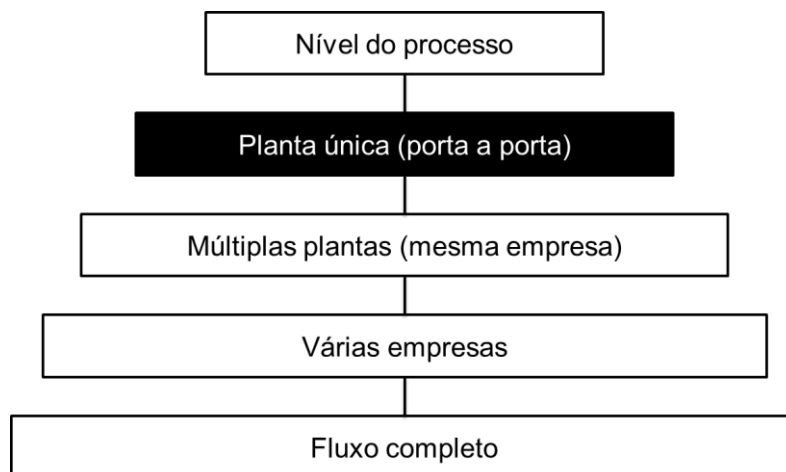 Nível do processo
Planta única (porta a porta)
Múltiplas plantas (mesma empresa)
Várias empresas
Fluxo completo